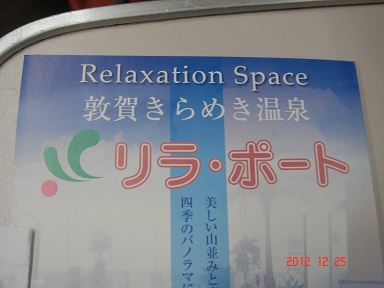 Relaxation Space
敦賀きらめき温泉
リラ・ポート
美しい山並みと
四季のパノラマに
2012 12 25